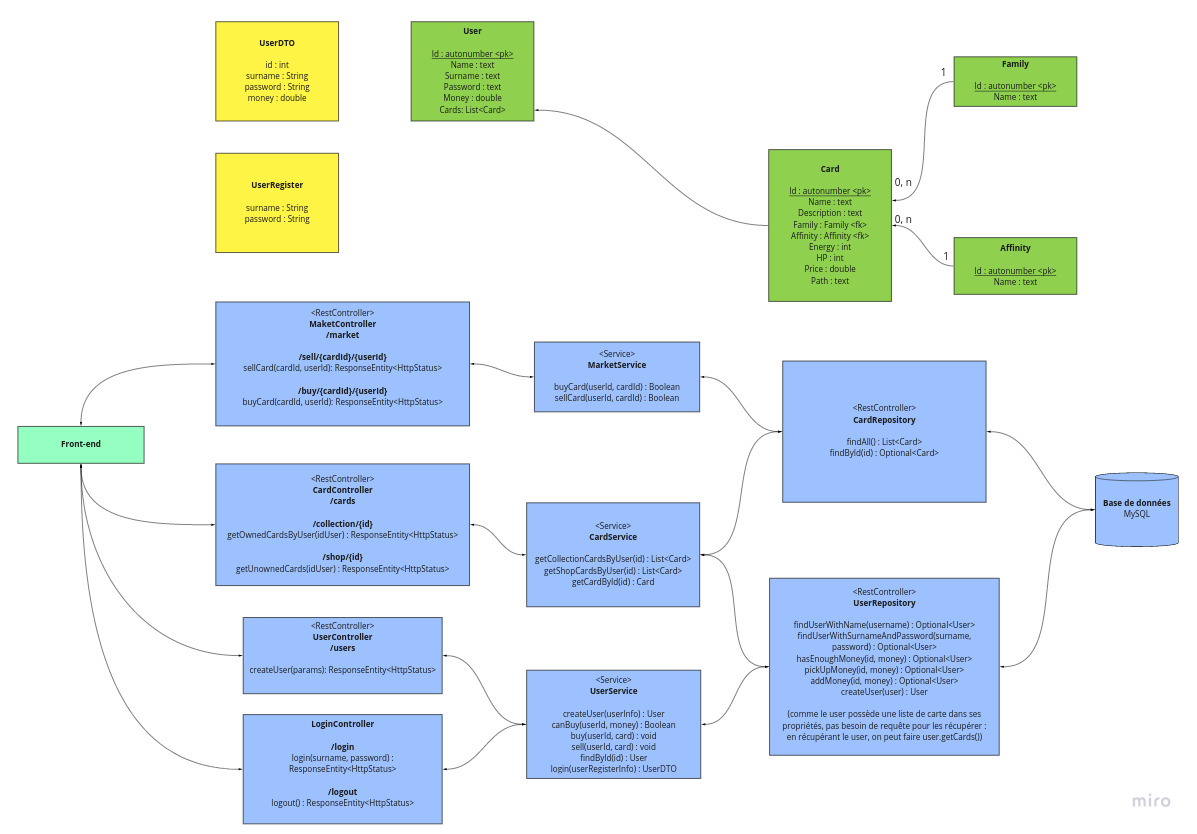 UserDTO
id : int
surname : String
password : String
money : double
User
Id : autonumber <pk>
Name : text
Surname : text
Password : text
Money : double
Cards: List<Card>
Family
Id : autonumber <pk>
Name : text
1
0, n
UserRegister
surname : String
password : String
Card
Id : autonumber <pk>
Name : text
Description : text
Family : Family <fk>
Affinity : Affinity <fk>
Energy : int
HP : int
Price : double
Path : text
0, n
1
Affinity
Id : autonumber <pk>
Name : text
<RestController>
MaketController
/market
/sell/{cardId}/{userId}
sellCard(cardId, userId): ResponseEntity<HttpStatus>
/buy/{cardId}/{userId}
buyCard(cardId, userId): ResponseEntity<HttpStatus>
<Service>
MarketService
buyCard(userId, cardId) : Boolean
sellCard(userId, cardId) : Boolean
<RestController>
CardRepository
findAll() : List<Card>
findById(id) : Optional<Card>
Front-end
<RestController>
CardController
/cards
/collection/{id}
getOwnedCardsByUser(idUser) : ResponseEntity<HttpStatus>
/shop/{id}
getUnownedCards(idUser) : ResponseEntity<HttpStatus>
<Service>
CardService
getCollectionCardsByUser(id) : List<Card>
getShopCardsByUser(id) : List<Card>
getCardById(id) : Card
Base de données
MySQL
<RestController>
UserController
/users
createUser(params): ResponseEntity<HttpStatus>
<RestController>
UserRepository
findUserWithName(username) : Optional<User>
findUserWithSurnameAndPassword(surname,
password) : Optional<User>
hasEnoughMoney(id, money) : Optional<User>
pickUpMoney(id, money) : Optional<User>
addMoney(id, money) : Optional<User>
createUser(user) : User
(comme le user possède une liste de carte dans ses
propriétés, pas besoin de requête pour les récupérer :
en récupérant le user, on peut faire user.getCards())
<Service>
UserService
createUser(userInfo) : User
canBuy(userId, money) : Boolean
buy(userId, card) : void
sell(userId, card) : void
findById(id) : User
login(userRegisterInfo) : UserDTO
LoginController
/login
login(surname, password) :
ResponseEntity<HttpStatus>
/logout
logout() : ResponseEntity<HttpStatus>
miro